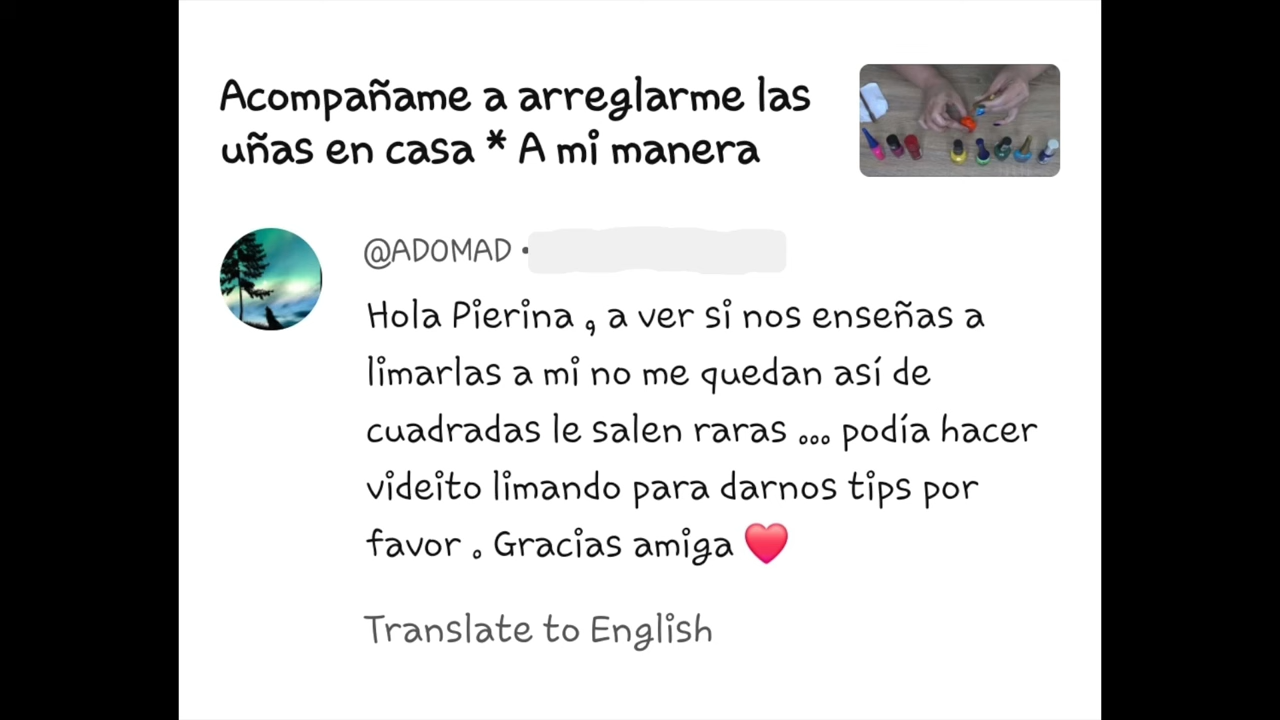 Acompañame a arreglarme las
uñas en casa * A mi manera
@ADOMAD •
Hola Pierina , a ver si nos enseñas a
limarlas a mi no me quedan así de
cuadradas le salen raras ... podía hacer
videito limando para darnos tips por
favor . Gracias amiga ❤️
Translate to English